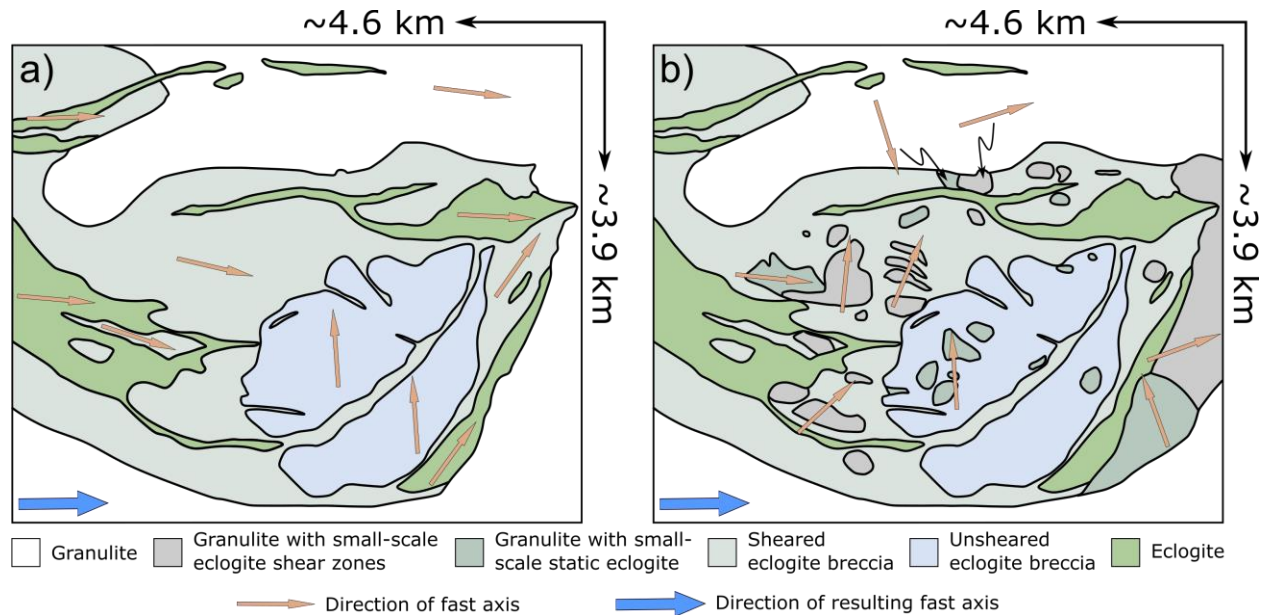 ~4.6 km
~4.6 km
a)
b)
~3.9 km
~3.9 km
Granulite
Granulite with small-scale
eclogite shear zones
Granulite with small-
scale static eclogite
Sheared
eclogite breccia
Unsheared
eclogite breccia
Eclogite
Direction of fast axis
Direction of resulting fast axis